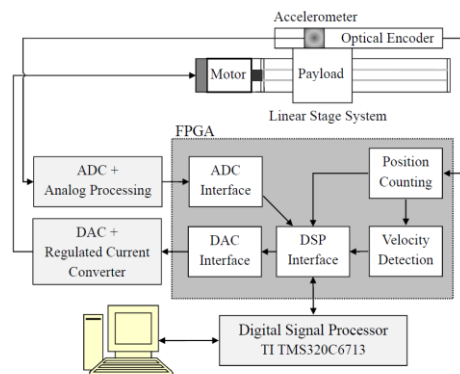 Accelerometer
Optical Encoder
Motor
Payload
Linear Stage System
FPGA
ADC +
Analog Processing
ADC
Interface
Position
Counting
DAC +
Regulated Current
Converter
DAC
Interface
DSP
Interface
Velocity
Detection
Digital Signal Processor
TI TMS320C6713